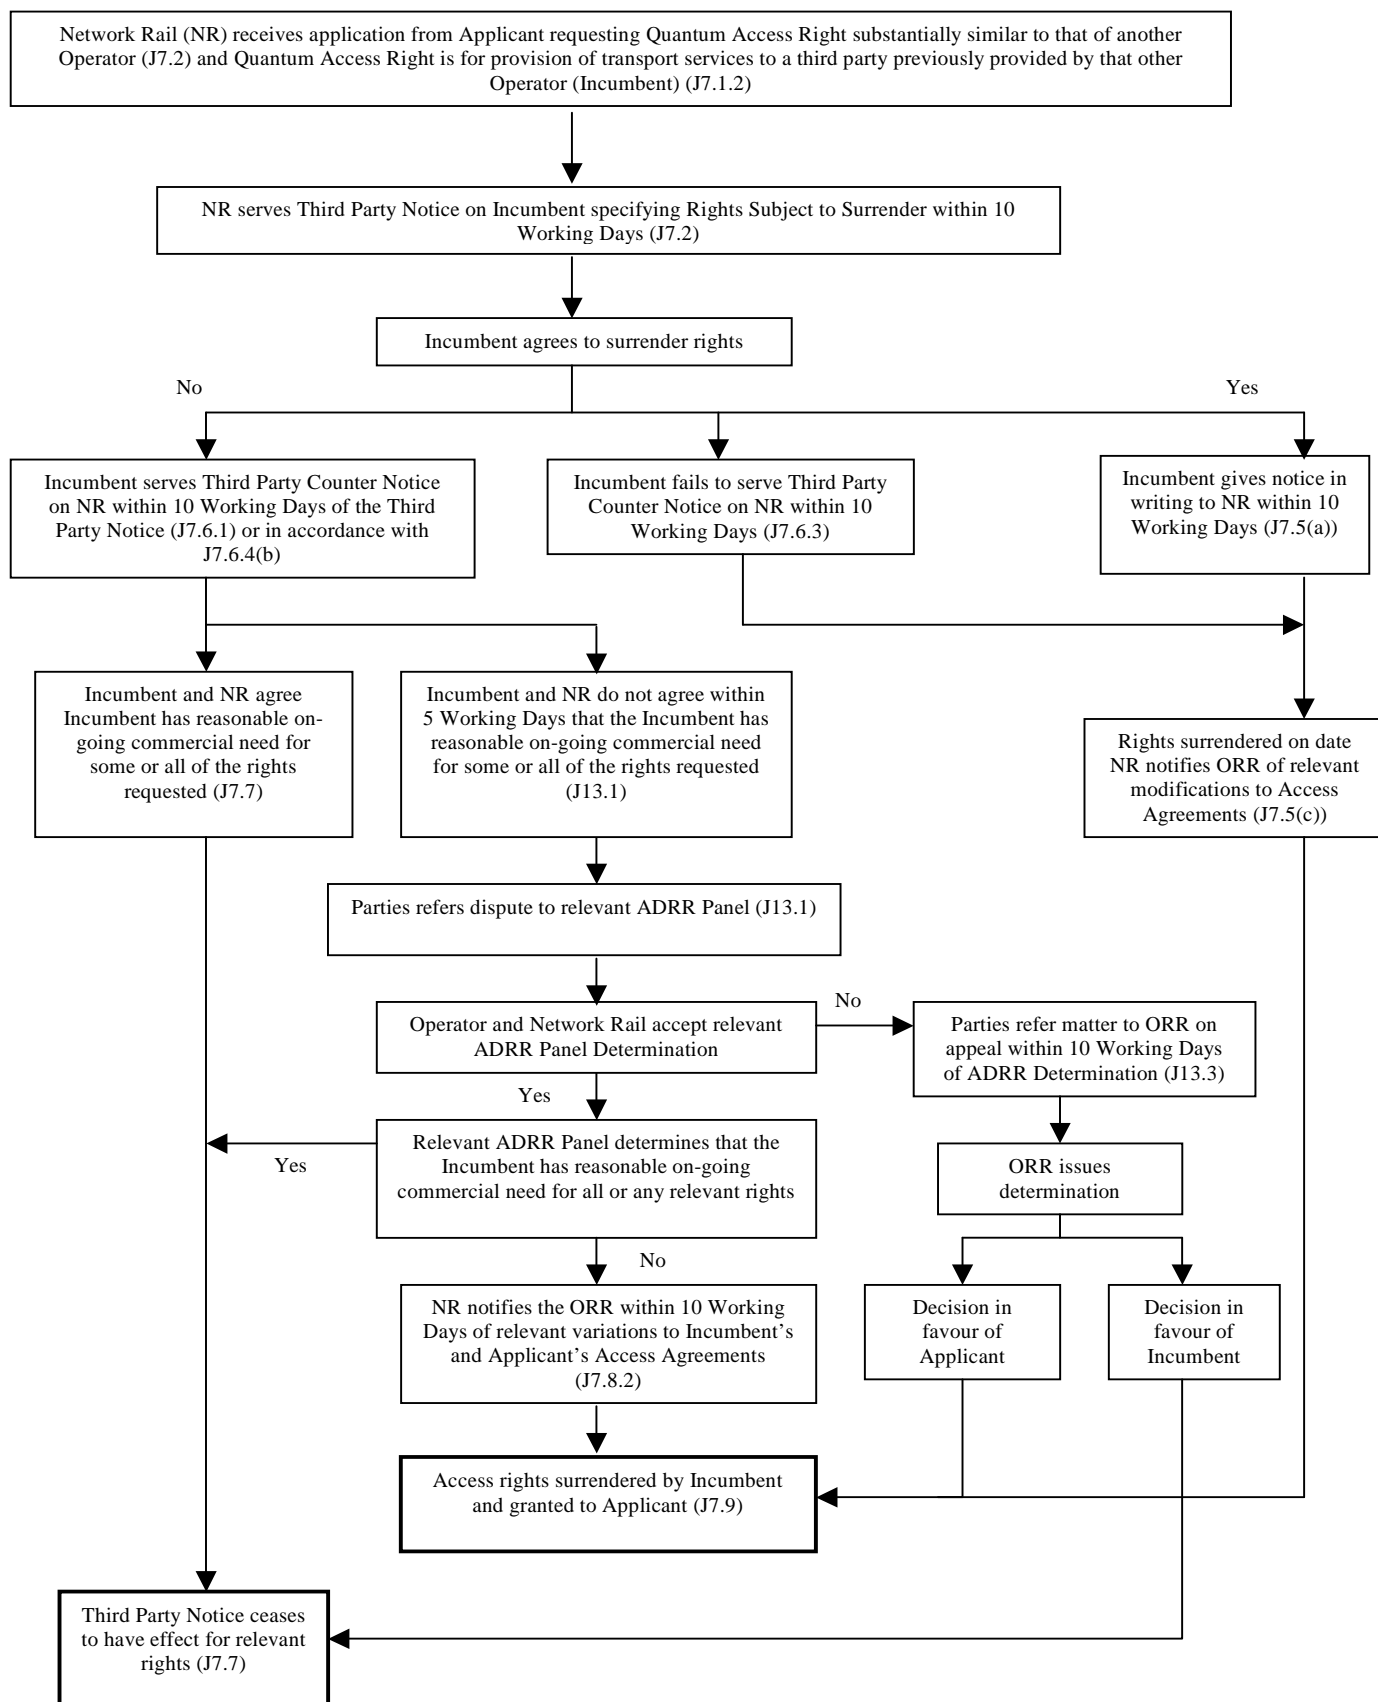 Network Rail (NR) receives application from Applicant requesting Quantum Access Right substantially similar to that of another
Operator (J7.2) and Quantum Access Right is for provision of transport services to a third party previously provided by that other
Operator (Incumbent) (J7.1.2)
NR serves Third Party Notice on Incumbent specifying Rights Subject to Surrender within 10
Working Days (J7.2)
Incumbent agrees to surrender rights
No
Yes
Incumbent serves Third Party Counter Notice
on NR within 10 Working Days of the Third
Party Notice (J7.6.1) or in accordance with
J7.6.4(b)
Incumbent fails to serve Third Party
Counter Notice on NR within 10
Working Days (J7.6.3)
Incumbent gives notice in
writing to NR within 10
Working Days (J7.5(a))
Incumbent and NR agree
Incumbent has reasonable on-
going commercial need for
some or all of the rights
requested (J7.7)
Incumbent and NR do not agree within
5 Working Days that the Incumbent has
reasonable on-going commercial need
for some or all of the rights requested
(J13.1)
Rights surrendered on date
NR notifies ORR of relevant
modifications to Access
Agreements (J7.5(c))
Parties refers dispute to relevant ADRR Panel (J13.1)
Operator and Network Rail accept relevant
ADRR Panel Determination
No
Parties refer matter to ORR on
appeal within 10 Working Days
of ADRR Determination (J13.3)
Yes
Relevant ADRR Panel determines that the
Incumbent has reasonable on-going
commercial need for all or any relevant rights
Yes
ORR issues
determination
No
NR notifies the ORR within 10 Working
Days of relevant variations to Incumbent's
and Applicant's Access Agreements
(J7.8.2)
Decision in
favour of
Applicant
Decision in
favour of
Incumbent
Access rights surrendered by Incumbent
and granted to Applicant (J7.9)
Third Party Notice ceases
to have effect for relevant
rights (J7.7)